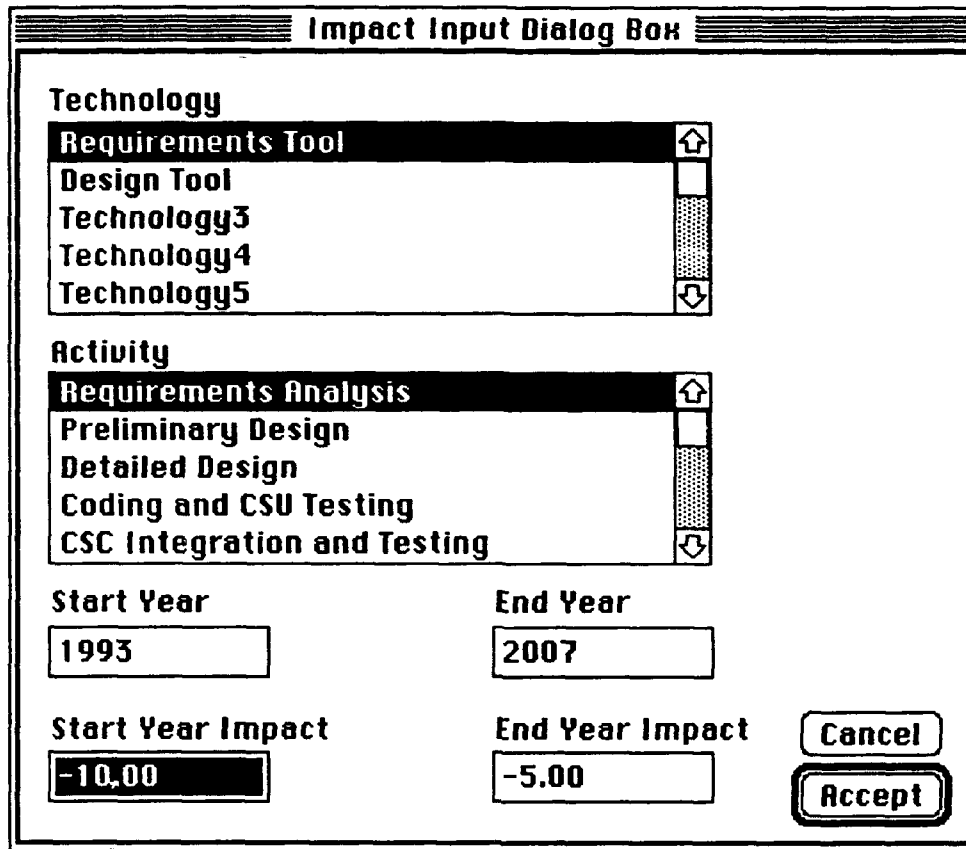 Impact Input Dialog Box
Technology
Requirements Tool
Design Tool
Technology3
Technology4
Technology5
Activity
Requirements Analysis
Preliminary Design
Detailed Design
Coding and CSU Testing
CSC Integration and Testing
Start Year
End Year
1993
2007
Start Year Impact
End Year Impact
-10.00
-5.00
Cancel
Accept